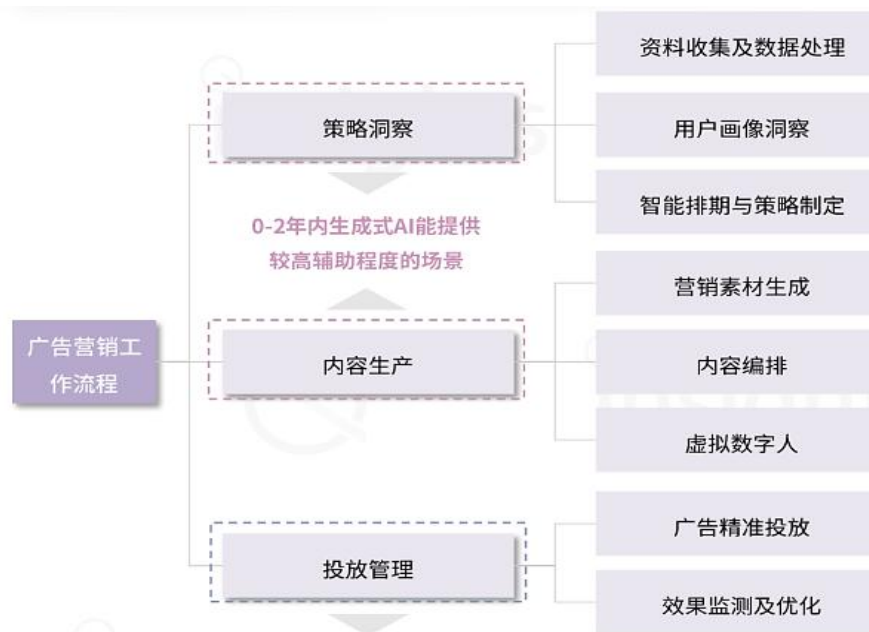 广告营销工
作流程
策略洞察
资料收集及数据处理
用户画像洞察
智能排期与策略制定
0-2年内生成式AI能提供
较高辅助程度的场景
内容生产
营销素材生成
内容编排
虚拟数字人
投放管理
广告精准投放
效果监测及优化